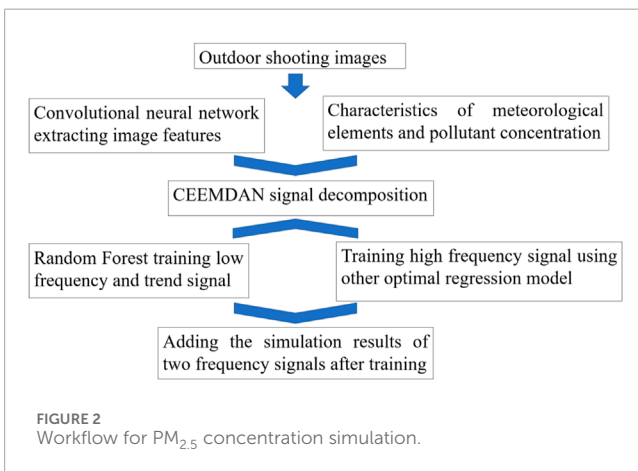 Outdoor shooting images
Convolutional neural network
extracting image features
Characteristics of meteorological
elements and pollutant concentration
CEEMDAN signal decomposition
Random Forest training low
frequency and trend signal
Training high frequency signal using
other optimal regression model
Adding the simulation results of
two frequency signals after training
FIGURE 2
Workflow for PM2.5 concentration simulation.